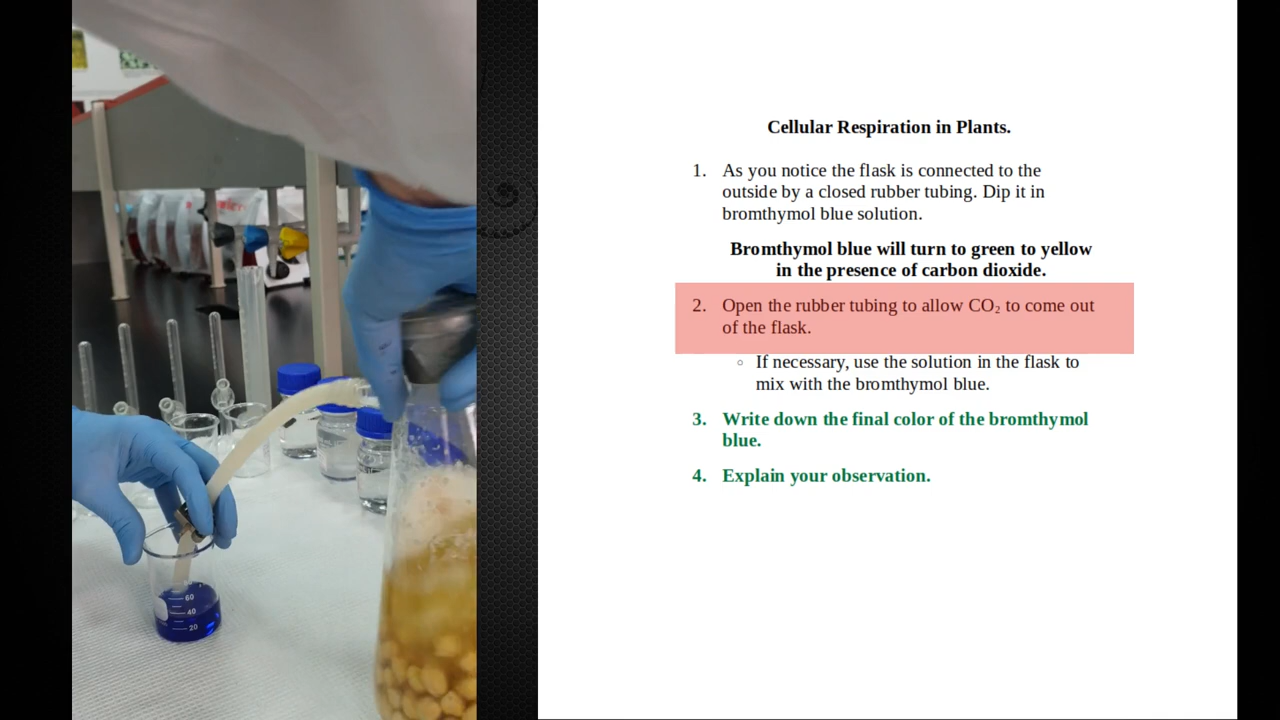 Cellular Respiration in Plants.
1. As you notice the flask is connected to the
outside by a closed rubber tubing. Dip it in
bromthymol blue solution.
Bromthymol blue will turn to green to yellow
in the presence of carbon dioxide.
2. Open the rubber tubing to allow CO₂ to come out
of the flask.
◦ If necessary, use the solution in the flask to
mix with the bromthymol blue.
3. Write down the final color of the bromthymol
blue.
4. Explain your observation.
60
40
20